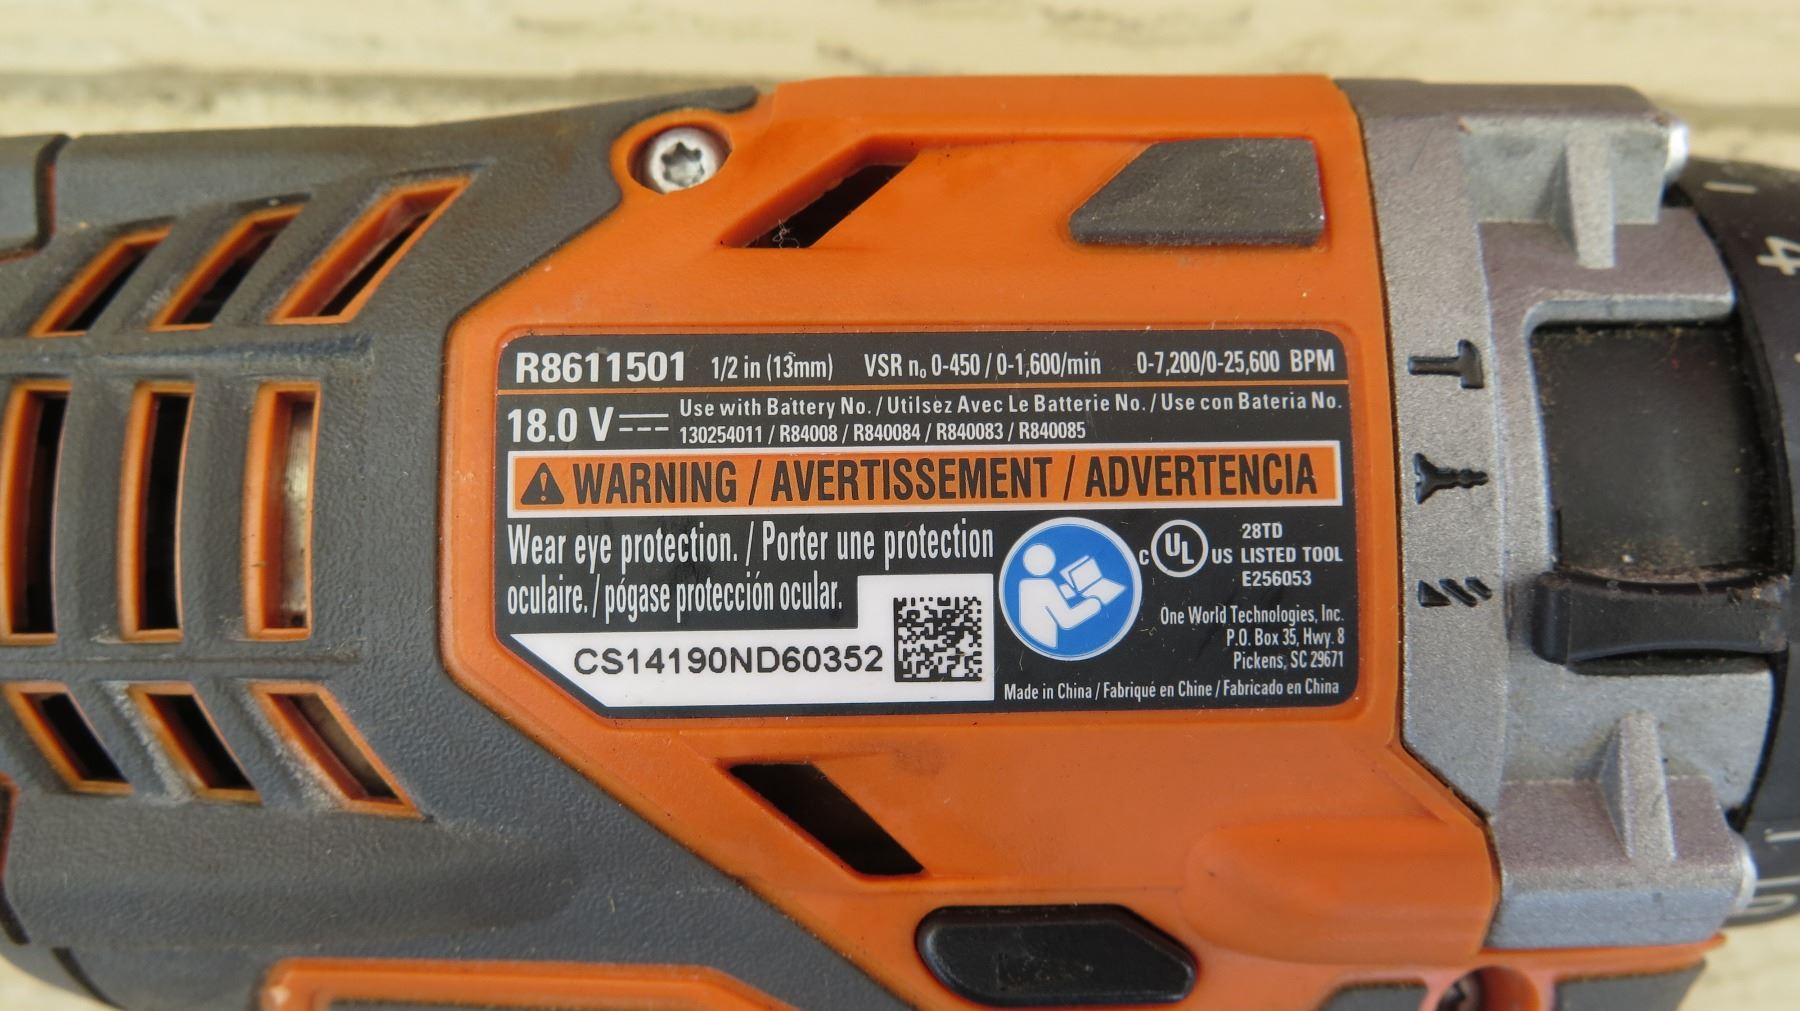 R8611501 1/2 in (13mm) VSR n₀ 0-450 / 0-1,600/min 0-7,200/0-25,600 BPM
18.0 V Use with Battery No. / Utilsez Avec Le Batterie No. / Use con Bateria No.
130254011 / R84008 / R840084 / R840083 / R840085
WARNING / AVERTISSEMENT / ADVERTENCIA
Wear eye protection. / Porter une protection
oculaire. / pógase protección ocular.
CS14190ND60352
C UL US
28TD
LISTED TOOL
E256053
One World Technologies, Inc.
P.O. Box 35, Hwy. 8
Pickens, SC 29671
Made in China / Fabriqué en Chine / Fabricado en China
4